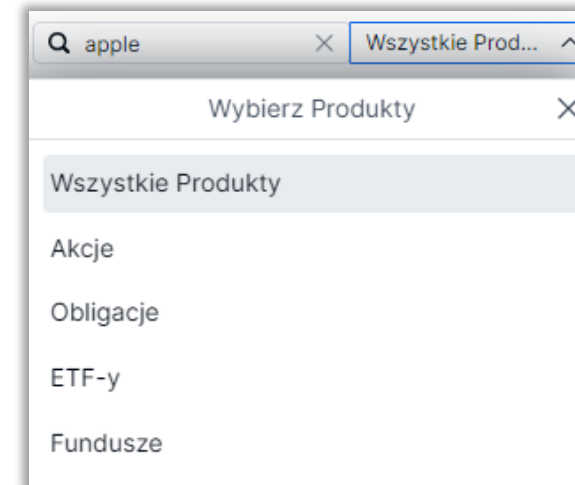 apple Wszystkie Prod...
Wybierz Produkty
Wszystkie Produkty
Akcje
Obligacje
ETF-y
Fundusze